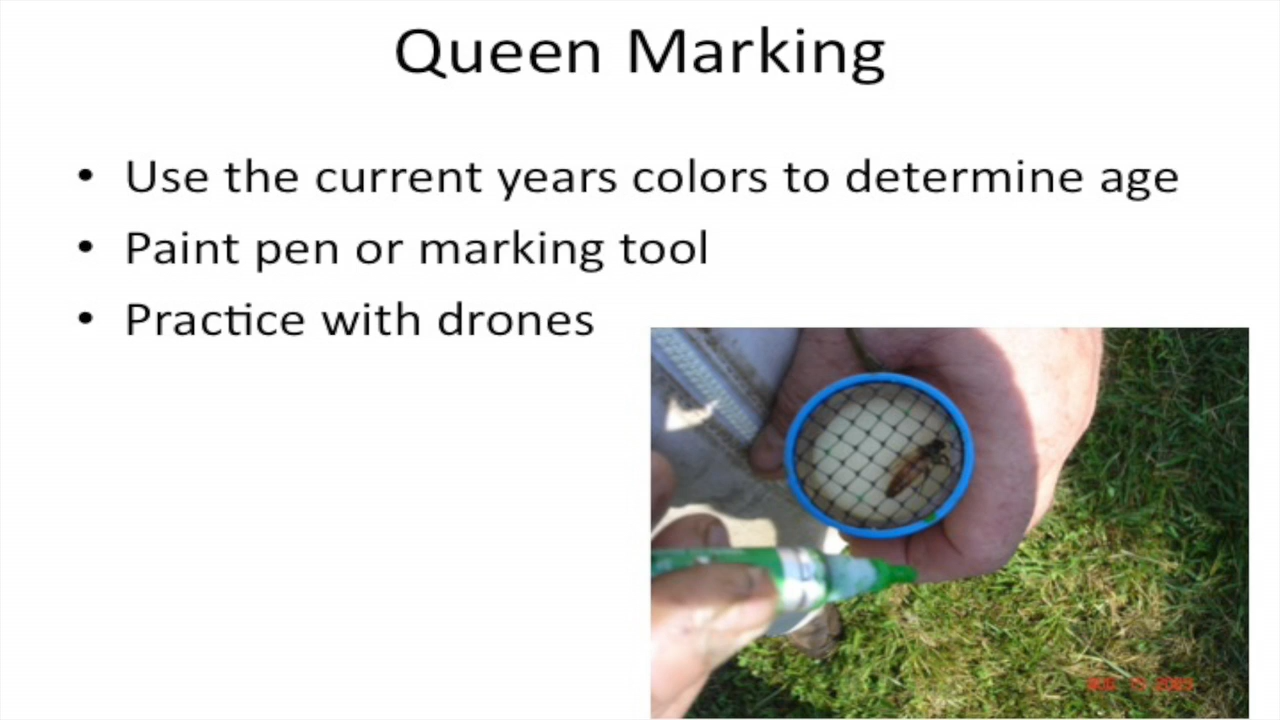 Queen Marking
• Use the current years colors to determine age
• Paint pen or marking tool
• Practice with drones